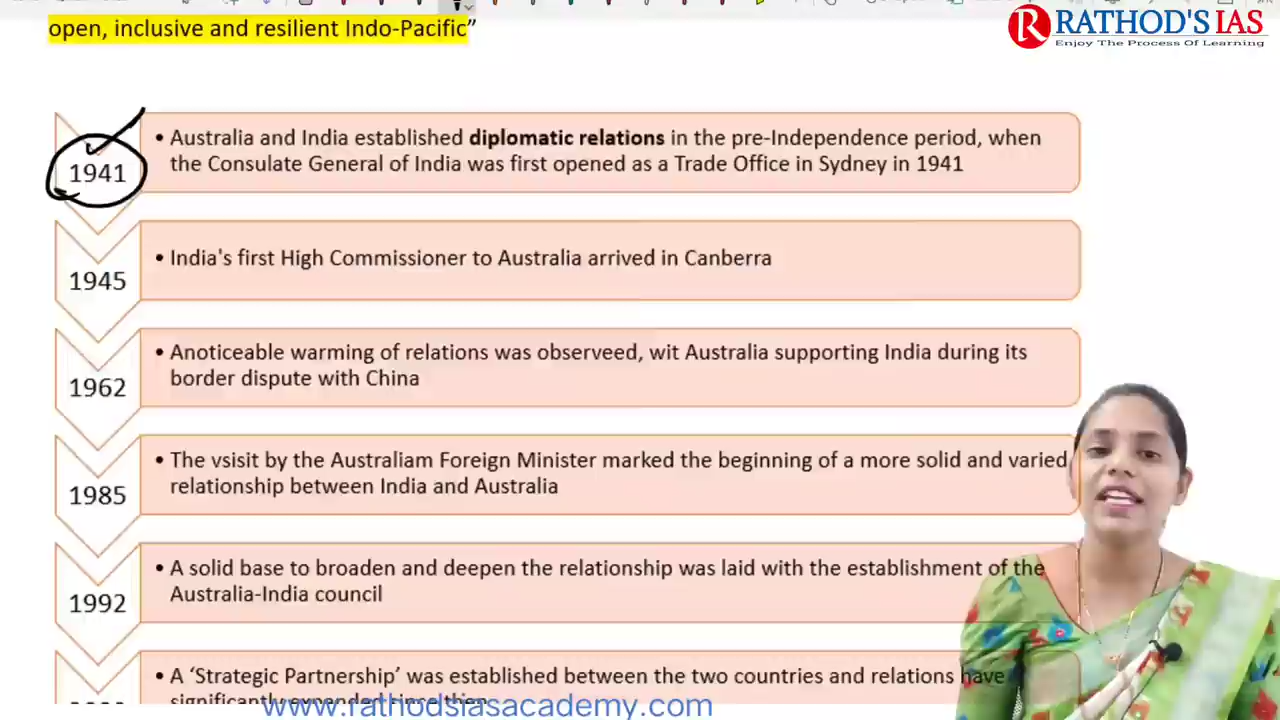 open, inclusive and resilient Indo-Pacific”
RATHOD'S IAS
Enjoy The Process Of Learning
1941
• Australia and India established diplomatic relations in the pre-Independence period, when
the Consulate General of India was first opened as a Trade Office in Sydney in 1941
1945
• India's first High Commissioner to Australia arrived in Canberra
1962
• Anoticeable warming of relations was observeed, wit Australia supporting India during its
border dispute with China
1985
• The vsisit by the Australiam Foreign Minister marked the beginning of a more solid and varied
relationship between India and Australia
1992
• A solid base to broaden and deepen the relationship was laid with the establishment of the
Australia-India council
• A ‘Strategic Partnership’ was established between the two countries and relations have
significantly expanded since then
www.rathodsiasacademy.com